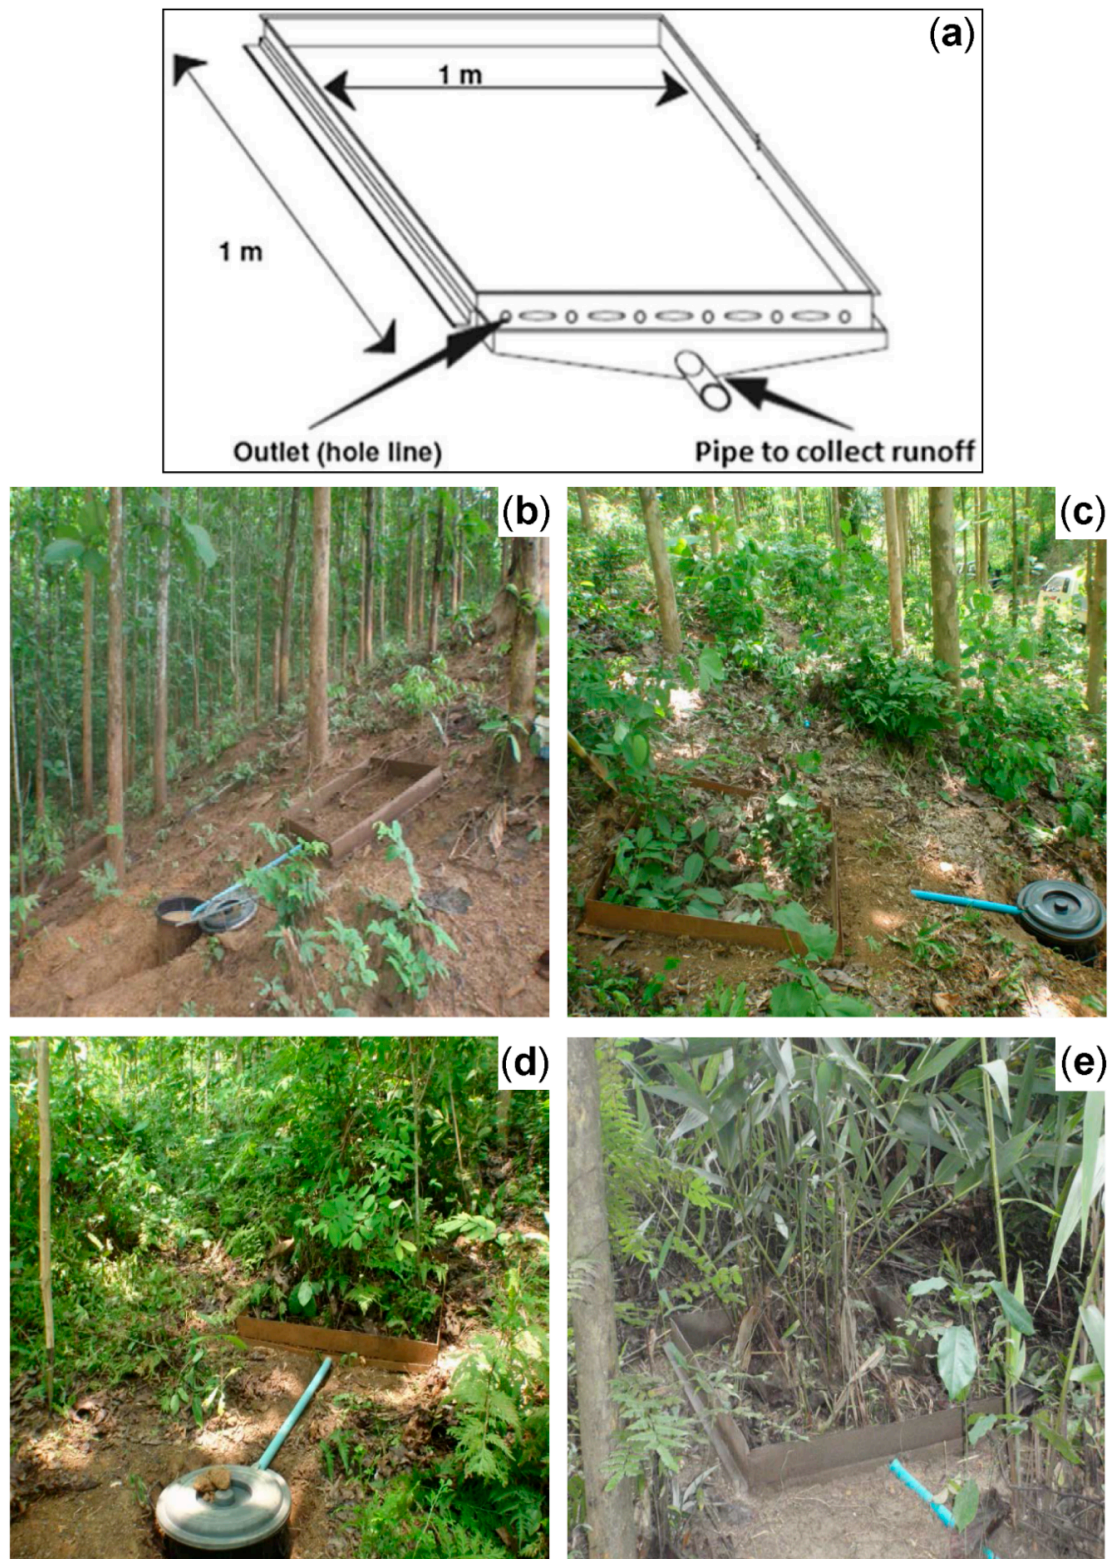 (a)
1 m
1 m
Outlet (hole line)
Pipe to collect runoff
(b)
(c)
(d)
(e)